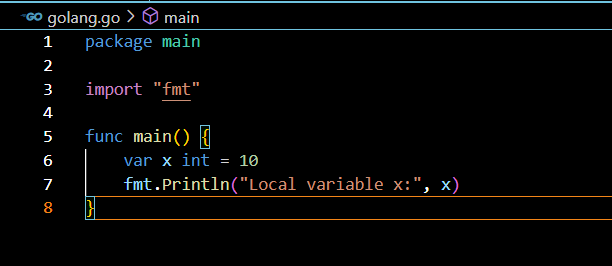 GO golang.go > main
1 package main
2
3 import "fmt"
4
5 func main() {
6     var x int = 10
7     fmt.Println("Local variable x:", x)
8 }